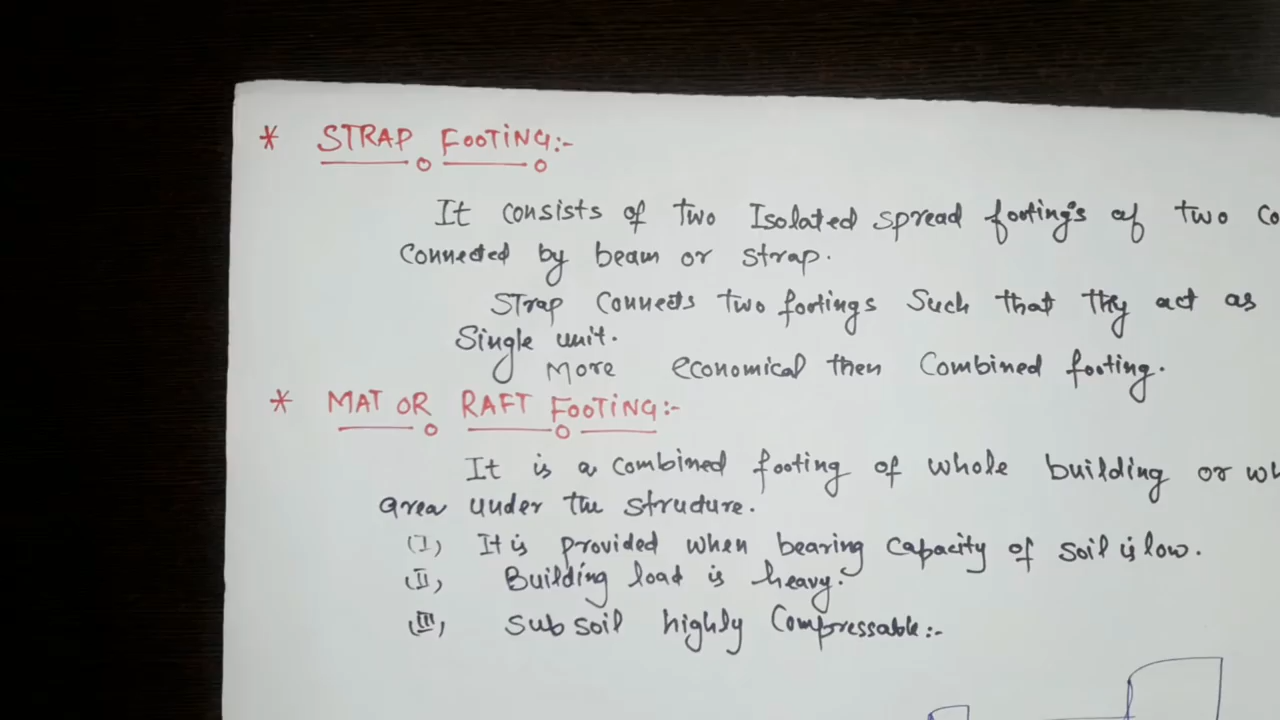 * STRAP FOOTING:-
It consists of two Isolated spread footing's of two
Connected by beam or strap.
Strap Connects two footings Such that thy act as
Single unit.
More economical then Combined footing.
* MAT OR RAFT FOOTING:-
It is a Combined footing of whole building or
area under the structure.
(I) It is provided when bearing Capacity of soil is low.
(II) Building load is heavy.
(III) Sub soil highly Compressable:-